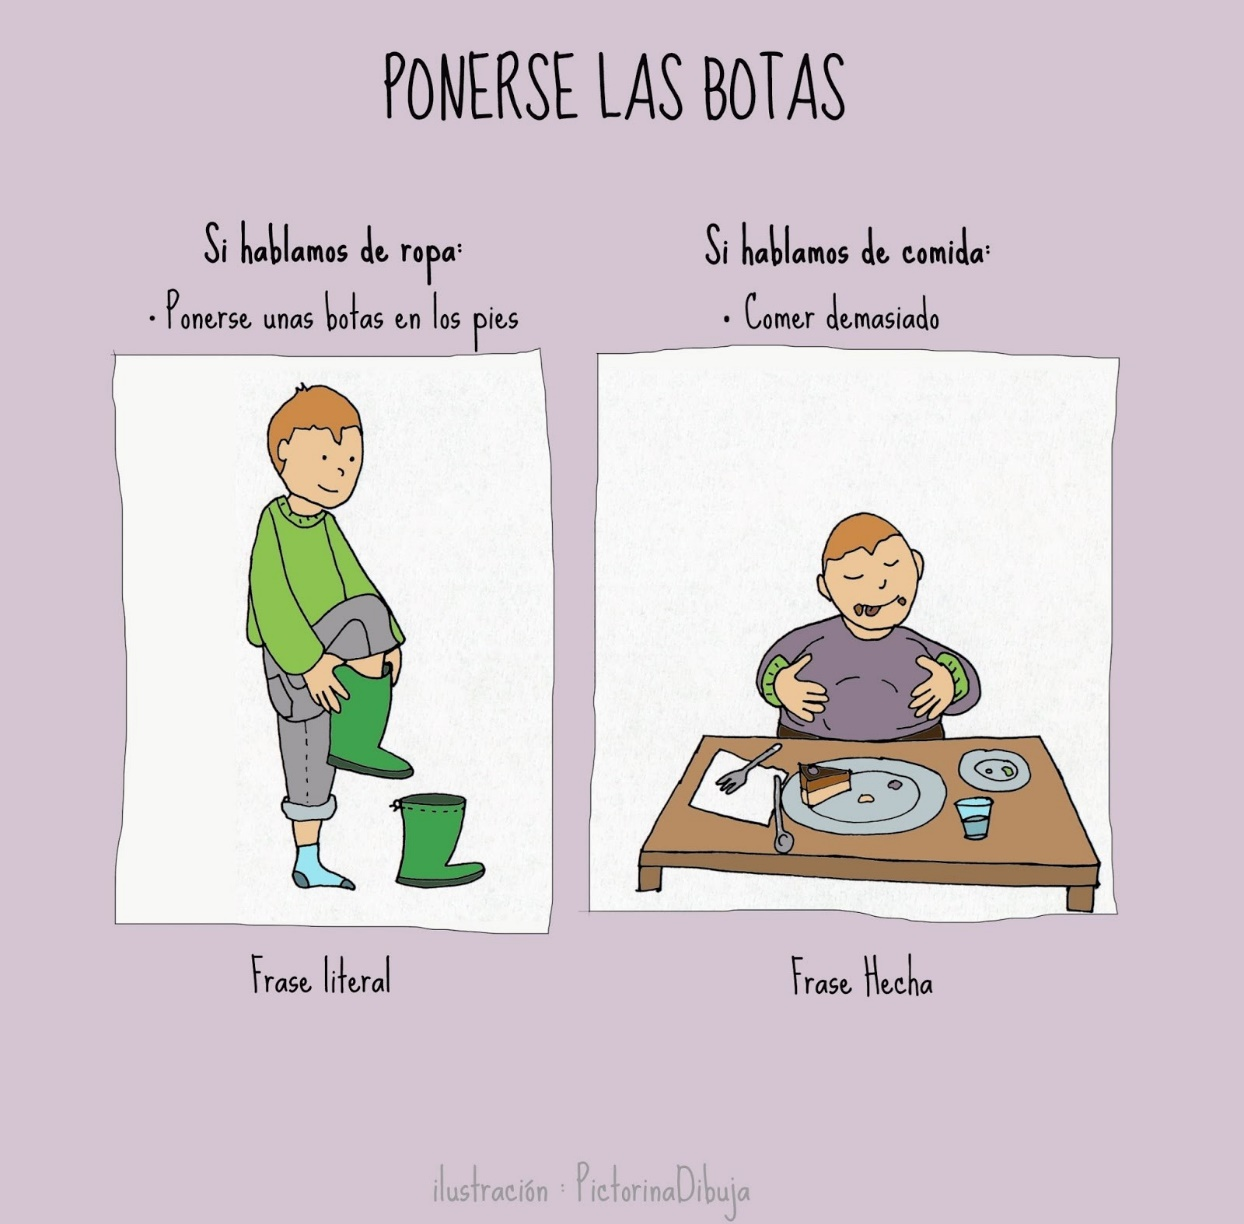 PONERSE LAS BOTAS
Si hablamos de ropa:
• Ponerse unas botas en los pies
Si hablamos de comida:
• Comer demasiado
Frase literal
Frase Hecha
ilustración : PictorinaDibuja